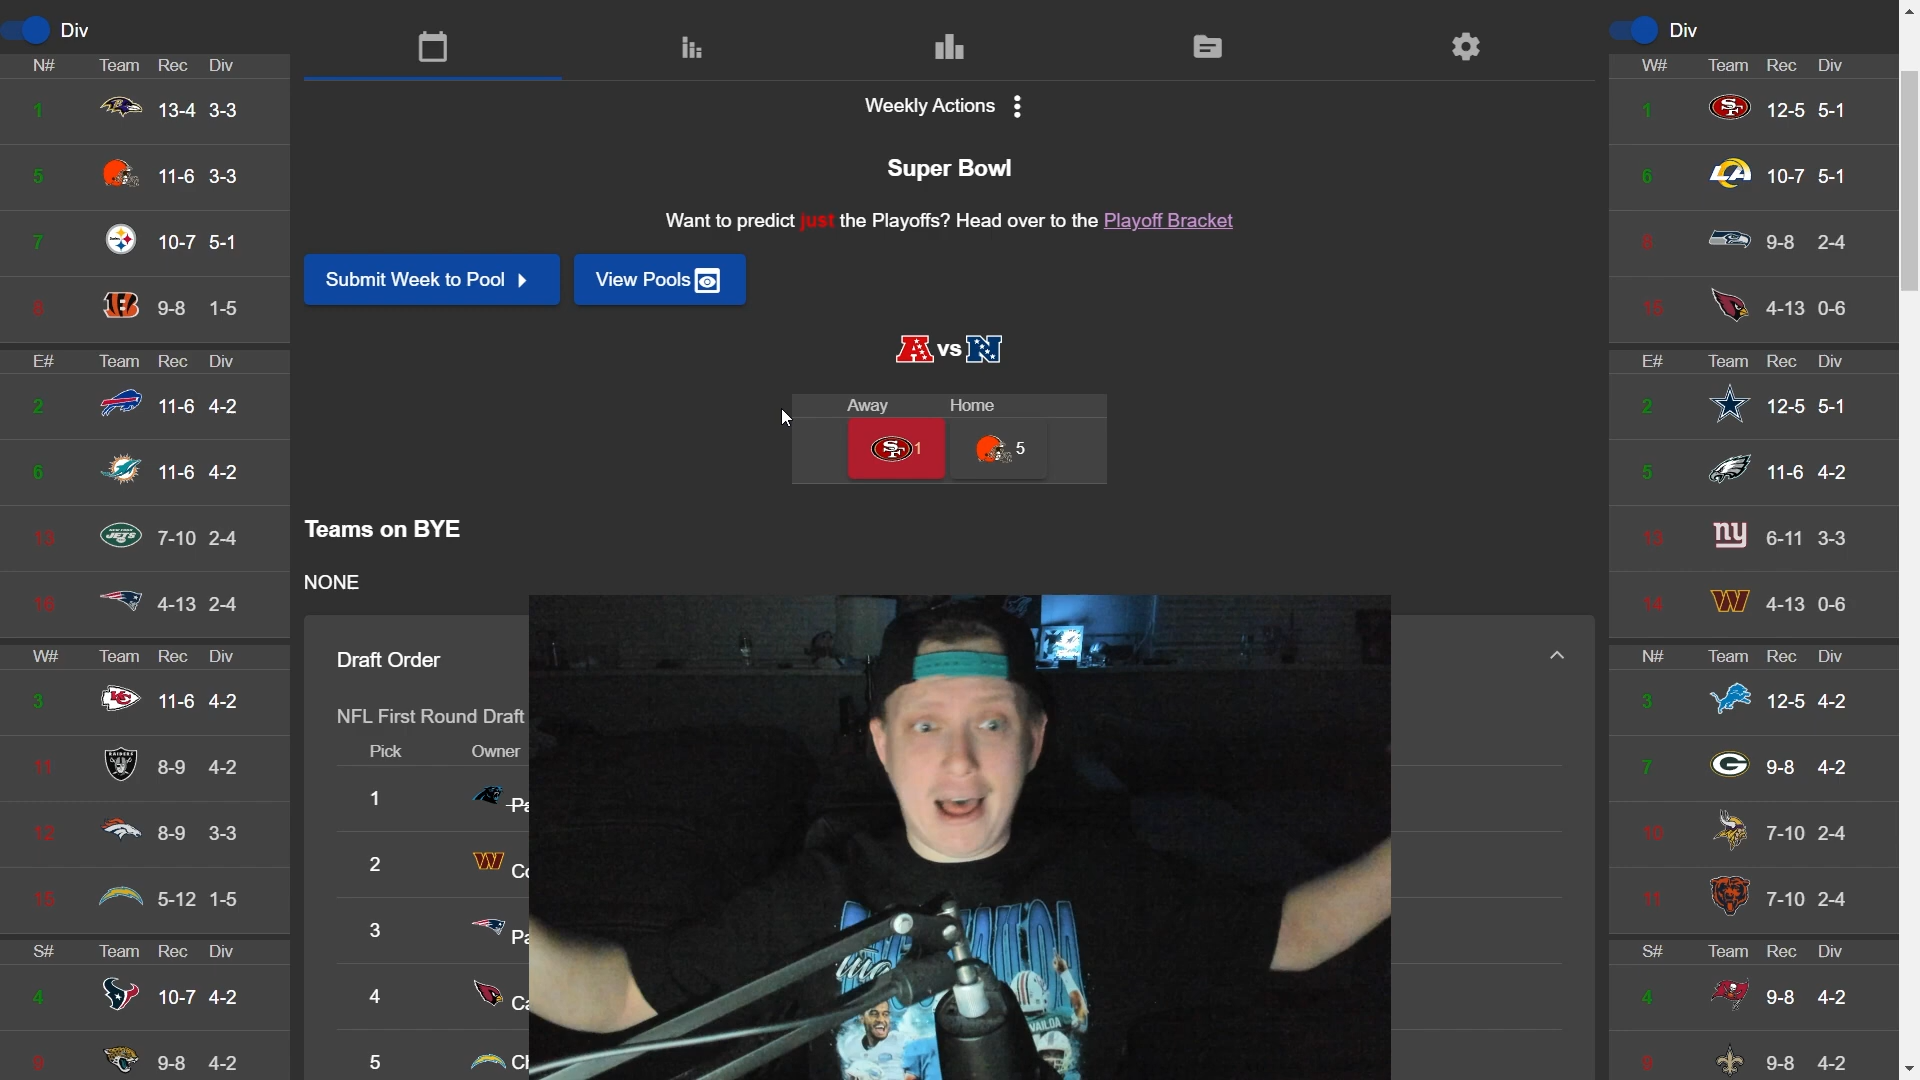 Div
N# Team Rec Div
1 13-4 3-3
5 11-6 3-3
7 10-7 5-1
9-8 1-5
E# Team Rec Div
2 11-6 4-2
6 11-6 4-2
13 7-10 2-4
16 4-13 2-4
W# Team Rec Div
3 11-6 4-2
11 8-9 4-2
12 8-9 3-3
5-12 1-5
S# Team Rec Div
4 10-7 4-2
9 9-8 4-2
Weekly Actions
Super Bowl
Want to predict just the Playoffs? Head over to the Playoff Bracket
Submit Week to Pool
View Pools
A vs N
Away Home
SF 1 5
Teams on BYE
NONE
Draft Order
NFL First Round Draft
Pick Owner
1
2
3
4
5
Div
W# Team Rec Div
1 SF 12-5 5-1
6 LA 10-7 5-1
9-8 2-4
15 4-13 0-6
E# Team Rec Div
2 12-5 5-1
5 11-6 4-2
13 ny 6-11 3-3
14 W 4-13 0-6
N# Team Rec Div
3 12-5 4-2
7 G 9-8 4-2
10 7-10 2-4
11 7-10 2-4
S# Team Rec Div
4 9-8 4-2
9 9-8 4-2